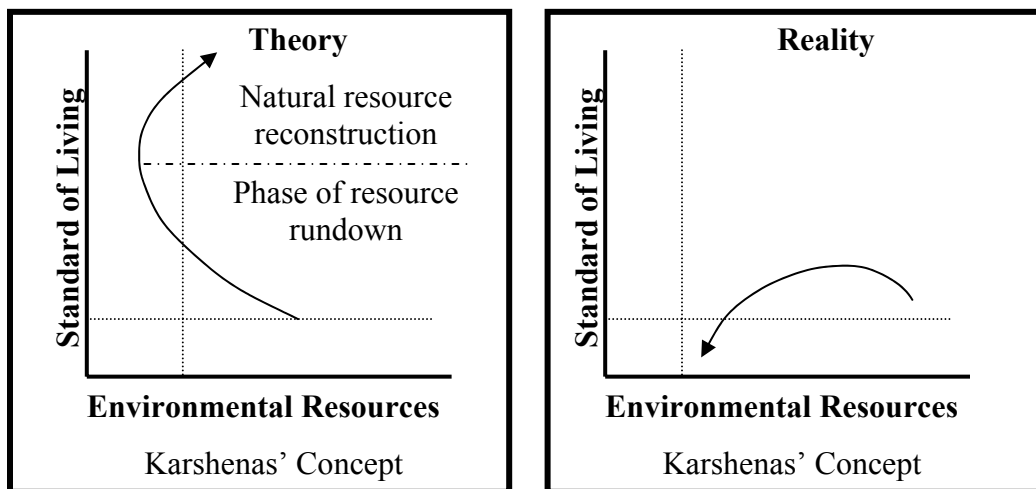 Theory
Standard of Living
Natural resource
reconstruction
Phase of resource
rundown
Environmental Resources
Karshenas’ Concept
Reality
Standard of Living
Environmental Resources
Karshenas’ Concept